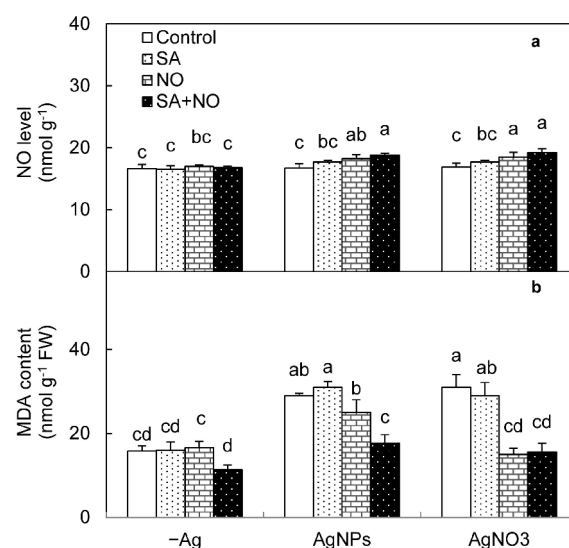 40
30
20
10
0
NO level
(nmol g⁻¹)
Control
SA
NO
SA+NO
a
c c bc c
c bc ab a
c bc a a
40
20
0
MDA content
(nmol g⁻¹ FW)
b
cd cd c d
ab a b c
a ab cd cd
−Ag AgNPs AgNO3